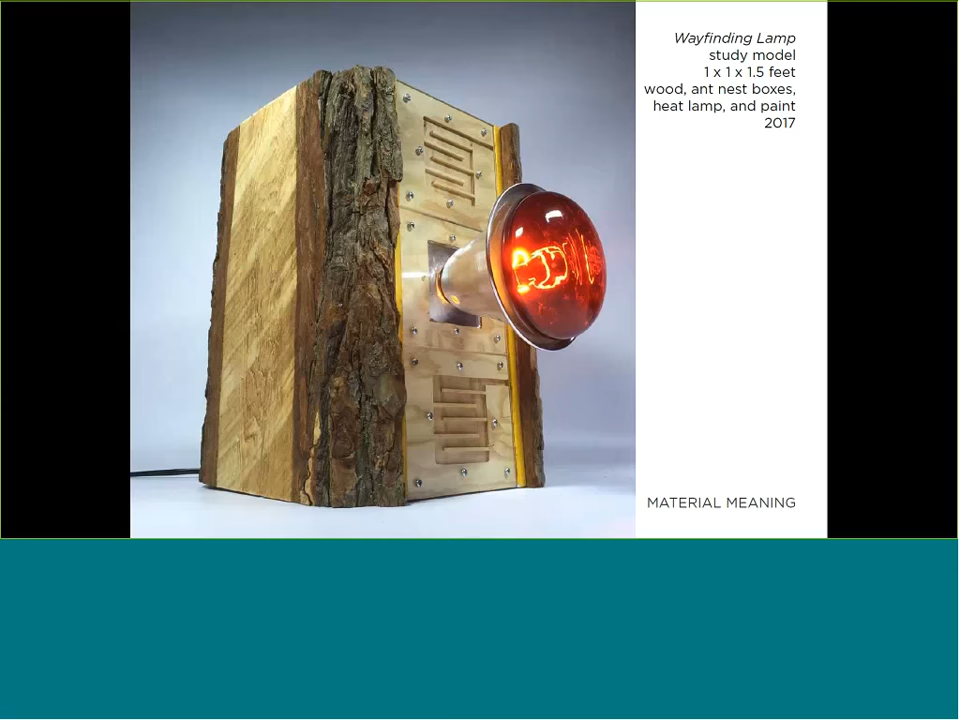 Wayfinding Lamp
study model
1 x 1 x 1.5 feet
wood, ant nest boxes,
heat lamp, and paint
2017
MATERIAL MEANING